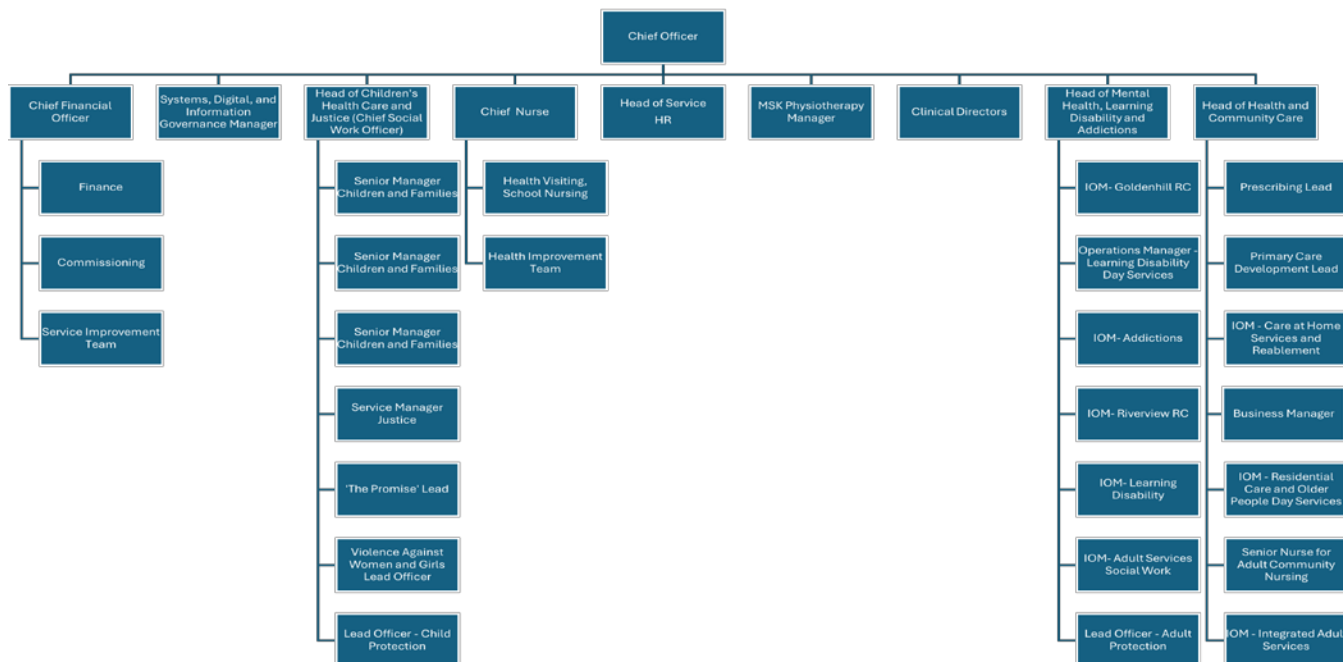 Chief Officer
Chief Financial
Officer
Systems, Digital, and
Information
Governance Manager
Head of Children's
Health Care and
Justice (Chief Social
Work Officer)
Chief Nurse
Head of Service
HR
MSK Physiotherapy
Manager
Clinical Directors
Head of Mental
Health, Learning
Disability and
Addictions
Head of Health and
Community Care
Finance
Commissioning
Service Improvement
Team
Senior Manager
Children and Families
Senior Manager
Children and Families
Senior Manager
Children and Families
Service Manager
Justice
'The Promise' Lead
Violence Against
Women and Girls
Lead Officer
Lead Officer - Child
Protection
Health Visiting,
School Nursing
Health Improvement
Team
IOM- Goldenhill RC
Operations Manager -
Learning Disability
Day Services
IOM- Addictions
IOM- Riverview RC
IOM- Learning
Disability
IOM- Adult Services
Social Work
Lead Officer - Adult
Protection
Prescribing Lead
Primary Care
Development Lead
IOM - Care at Home
Services and
Reablement
Business Manager
IOM - Residential
Care and Older
People Day Services
Senior Nurse for
Adult Community
Nursing
IOM - Integrated Adult
Services